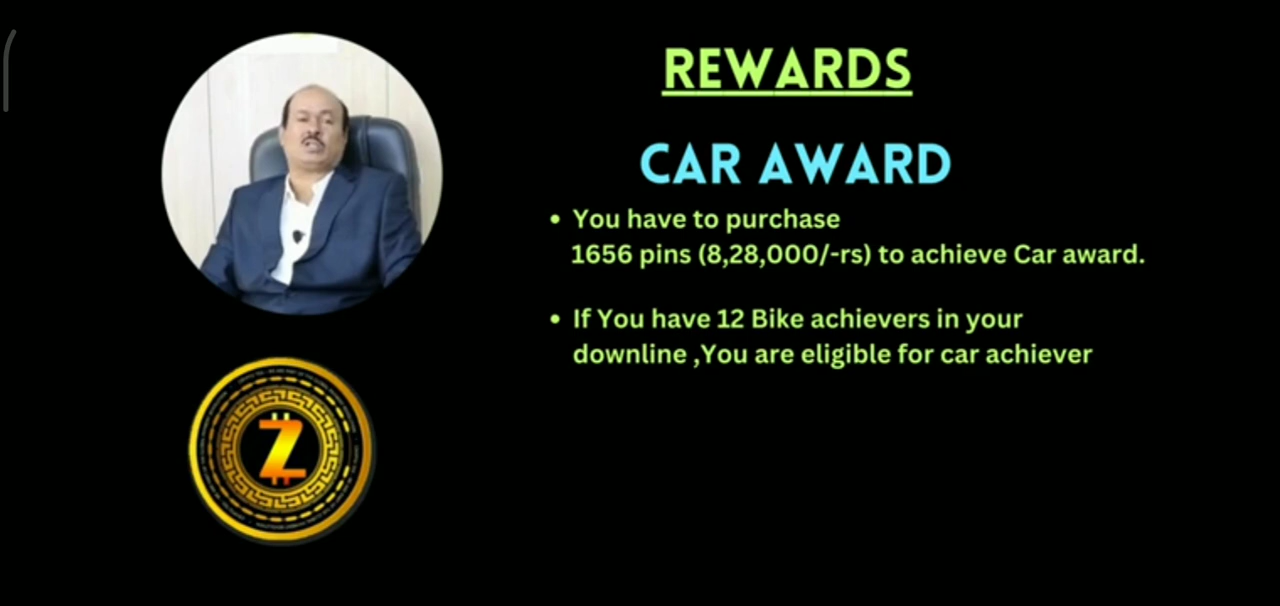 REWARDS
CAR AWARD
• You have to purchase
1656 pins (8,28,000/-rs) to achieve Car award.
• If You have 12 Bike achievers in your
downline ,You are eligible for car achiever
Z